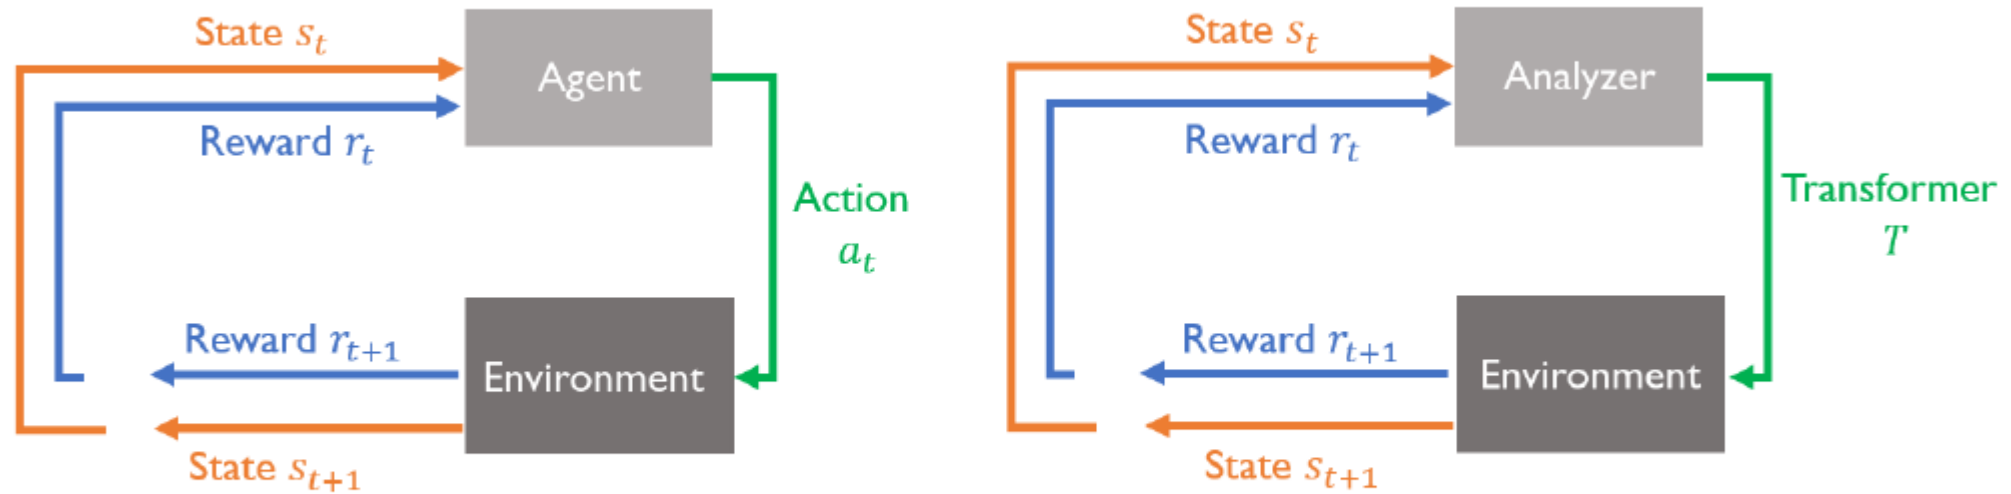 State s_t
Agent
Reward r_t
Action
a_t
Reward r_{t+1}
Environment
State s_{t+1}
State s_t
Analyzer
Reward r_t
Transformer
T
Reward r_{t+1}
Environment
State s_{t+1}